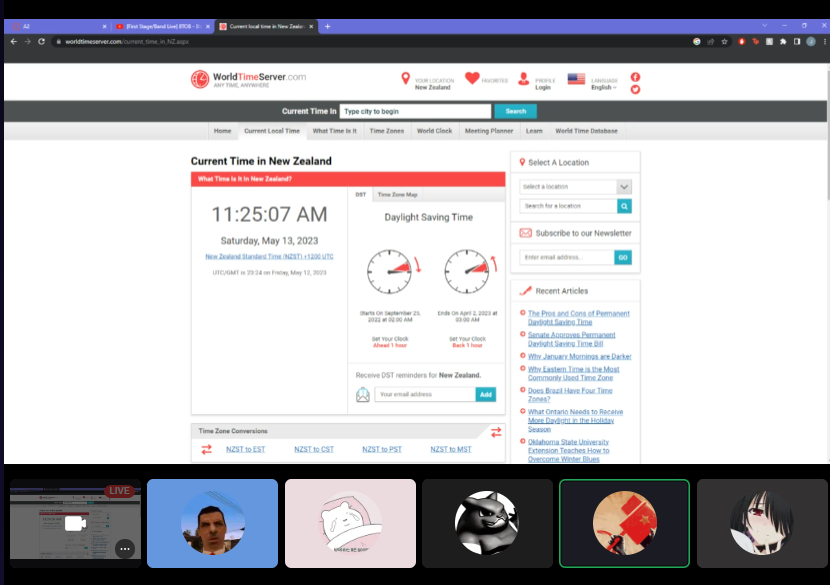 A2
[First Stage/Band Live] BTOB - B
Current local time in New Zealan
worldtimeserver.com/current_time_in_NZ.aspx
WorldTimeServer.com
ANY TIME, ANYWHERE
YOUR LOCATION
New Zealand
FAVORITES
PROFILE
Login
LANGUAGE
English
Current Time In
Type city to begin
Search
Home
Current Local Time
What Time Is It
Time Zones
World Clock
Meeting Planner
Learn
World Time Database
Current Time in New Zealand
What Time Is It In New Zealand?
11:25:07 AM
Saturday, May 13, 2023
New Zealand Standard Time (NZST) +1200 UTC
UTC/GMT is 23:24 on Friday, May 12, 2023
DST
Time Zone Map
Daylight Saving Time
Starts On September 25,
2022 at 02:00 AM
Set Your Clock
Ahead 1 hour
Ends On April 2, 2023 at
03:00 AM
Set Your Clock
Back 1 hour
Receive DST reminders for New Zealand.
Your email address
Add
Time Zone Conversions
NZST to EST
NZST to CST
NZST to PST
NZST to MST
Select A Location
Select a location
Search for a location
Subscribe to our Newsletter
Enter email address..
GO
Recent Articles
The Pros and Cons of Permanent
Daylight Saving Time
Senate Approves Permanent
Daylight Saving Time Bill
Why January Mornings are Darker
Why Eastern Time is the Most
Commonly Used Time Zone
Does Brazil Have Four Time
Zones?
What Ontario Needs to Receive
More Daylight in the Holiday
Season
Oklahoma State University
Extension Teaches How to
Overcome Winter Blues
LIVE